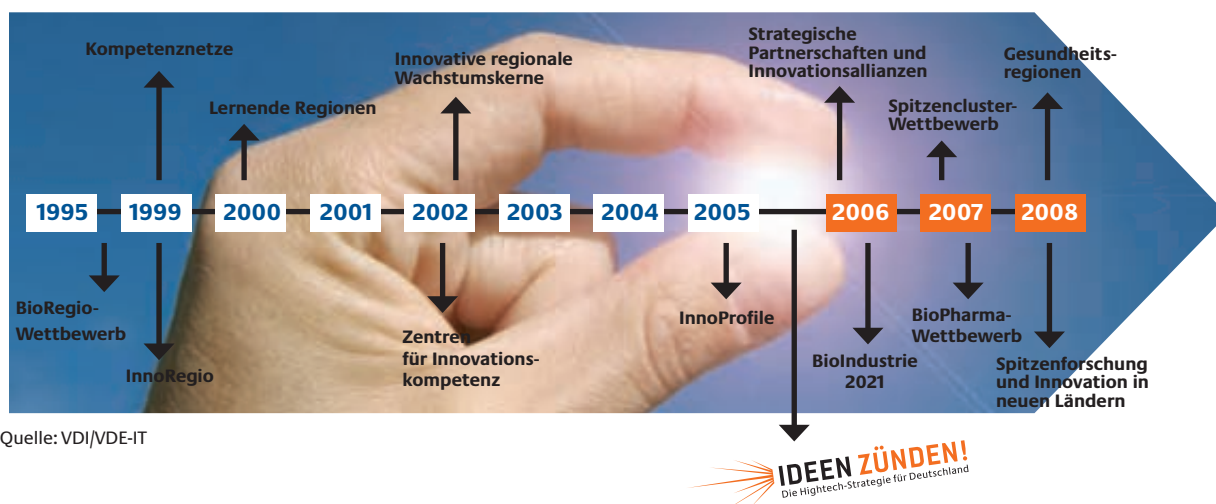 Kompetenznetze
Lernende Regionen
Innovative regionale
Wachstumskerne
Strategische
Partnerschaften und
Innovationsallianzen
Spitzencluster-
Wettbewerb
Gesundheits-
regionen
1995
1999
2000
2001
2002
2003
2004
2005
2006
2007
2008
BioRegio-
Wettbewerb
InnoRegio
Zentren
für Innovations-
kompetenz
InnoProfile
BioIndustrie
2021
BioPharma-
Wettbewerb
Spitzenforschung
und Innovation in
neuen Ländern
Quelle: VDI/VDE-IT
IDEEN ZÜNDEN!
Die Hightech-Strategie für Deutschland